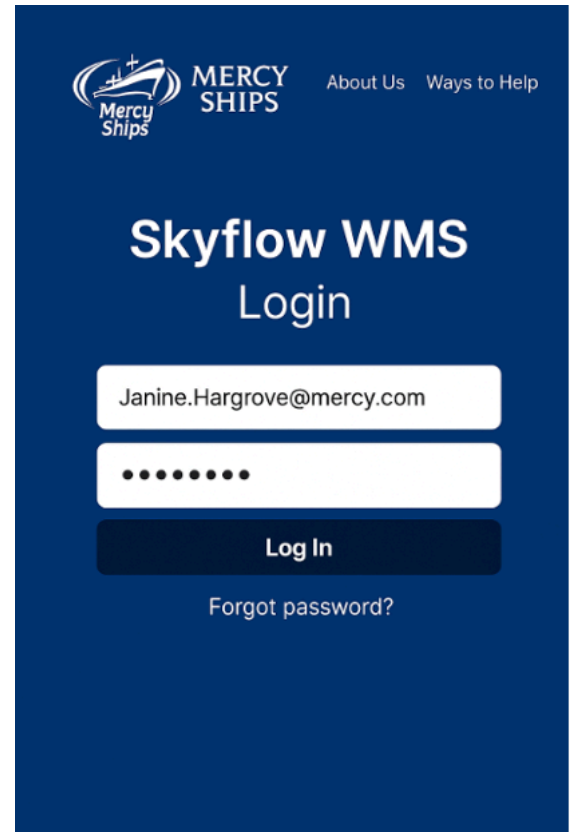 Mercy
Ships
MERCY
SHIPS
About Us Ways to Help
Skyflow WMS
Login
Janine.Hargrove@mercy.com
••••••••
Log In
Forgot password?